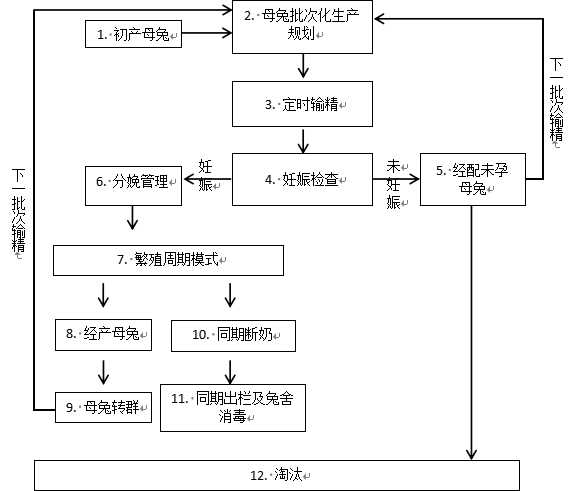 1. 初产母兔
2. 母兔批次化生产
规划
3. 定时输精
4. 妊娠检查
妊
娠
未
妊
娠
5. 经配未孕
母兔
下一批次输精
6. 分娩管理
下一批次输精
7. 繁殖周期模式
8. 经产母兔
10. 同期断奶
9. 母兔转群
11. 同期出栏及兔舍
消毒
12. 淘汰